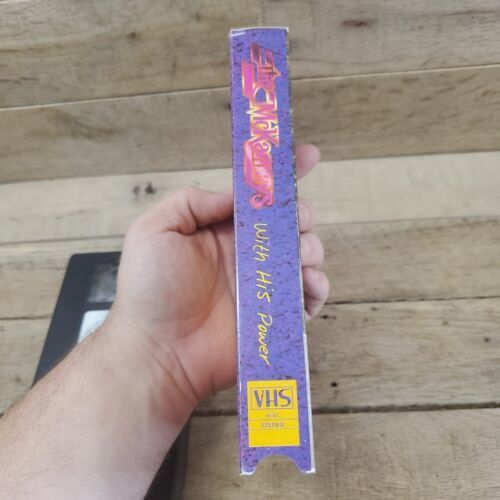 The McKameys
With His Power
VHS
HI-FI
STEREO